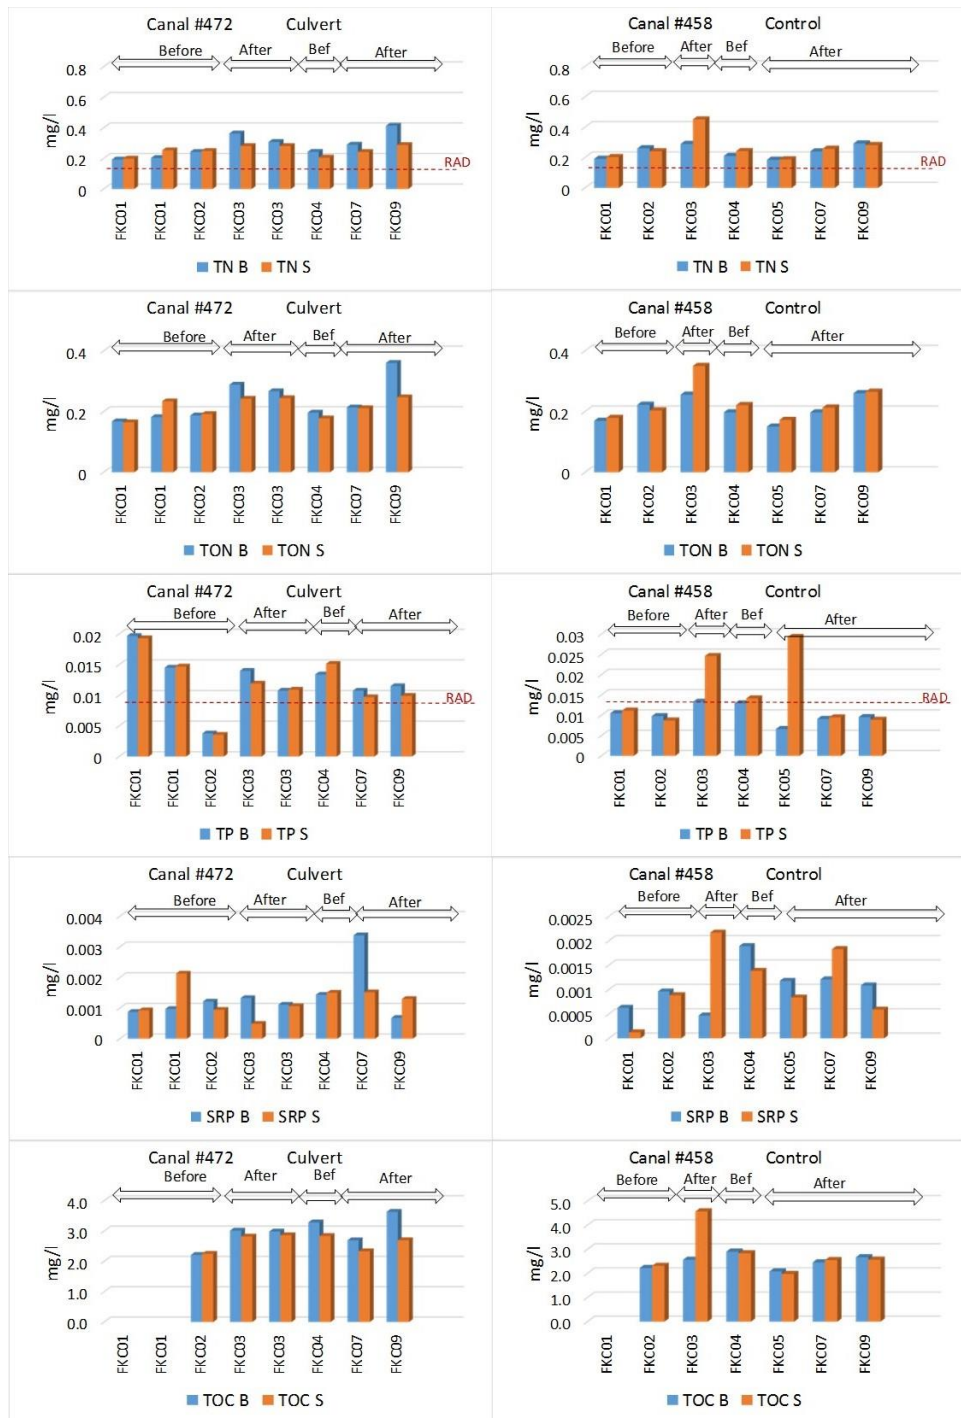 Canal #472 Culvert
Before After Bef After
0.8
0.6
0.4
0.2
0
mg/l
RAD
FKC01 FKC01 FKC02 FKC03 FKC03 FKC04 FKC07 FKC09
TN B TN S
Canal #458 Control
Before After Bef After
0.8
0.6
0.4
0.2
0
mg/l
RAD
FKC01 FKC02 FKC03 FKC04 FKC05 FKC07 FKC09
TN B TN S
Canal #472 Culvert
Before After Bef After
0.4
0.2
0
mg/l
FKC01 FKC01 FKC02 FKC03 FKC03 FKC04 FKC07 FKC09
TON B TON S
Canal #458 Control
Before After Bef After
0.4
0.2
0
mg/l
FKC01 FKC02 FKC03 FKC04 FKC05 FKC07 FKC09
TON B TON S
Canal #472 Culvert
Before After Bef After
0.02
0.015
0.01
0.005
0
mg/l
RAD
FKC01 FKC01 FKC02 FKC03 FKC03 FKC04 FKC07 FKC09
TP B TP S
Canal #458 Control
Before After Bef After
0.03
0.025
0.02
0.015
0.01
0.005
0
mg/l
RAD
FKC01 FKC02 FKC03 FKC04 FKC05 FKC07 FKC09
TP B TP S
Canal #472 Culvert
Before After Bef After
0.004
0.003
0.002
0.001
0
mg/l
FKC01 FKC01 FKC02 FKC03 FKC03 FKC04 FKC07 FKC09
SRP B SRP S
Canal #458 Control
Before After Bef After
0.0025
0.002
0.0015
0.001
0.0005
0
mg/l
FKC01 FKC02 FKC03 FKC04 FKC05 FKC07 FKC09
SRP B SRP S
Canal #472 Culvert
Before After Bef After
4.0
3.0
2.0
1.0
0.0
mg/l
FKC01 FKC01 FKC02 FKC03 FKC03 FKC04 FKC07 FKC09
TOC B TOC S
Canal #458 Control
Before After Bef After
5.0
4.0
3.0
2.0
1.0
0.0
mg/l
FKC01 FKC02 FKC03 FKC04 FKC05 FKC07 FKC09
TOC B TOC S